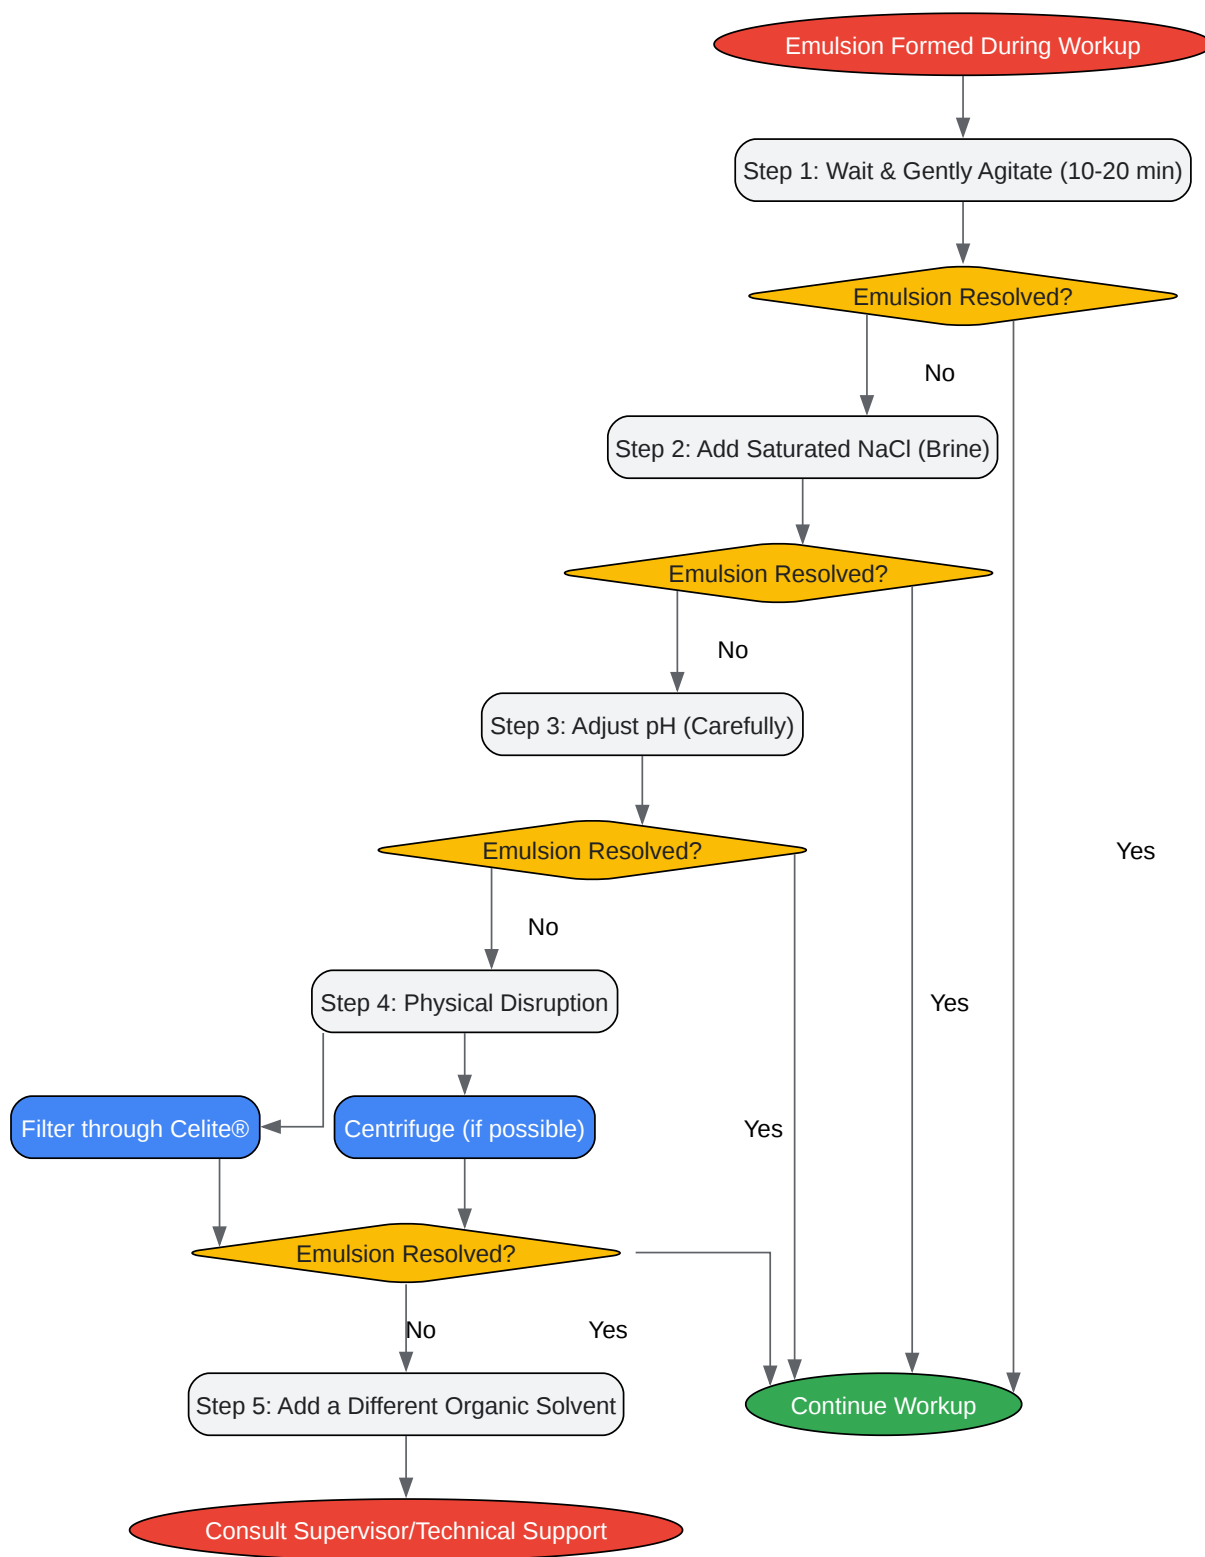 Emulsion Formed During Workup
Step 1: Wait & Gently Agitate (10-20 min)
Emulsion Resolved?
No
Step 2: Add Saturated NaCl (Brine)
Emulsion Resolved?
No
Step 3: Adjust pH (Carefully)
Emulsion Resolved?
Yes
No
Step 4: Physical Disruption
Yes
Filter through Celite®
Centrifuge (if possible)
Yes
Emulsion Resolved?
No
Yes
Step 5: Add a Different Organic Solvent
Continue Workup
Consult Supervisor/Technical Support